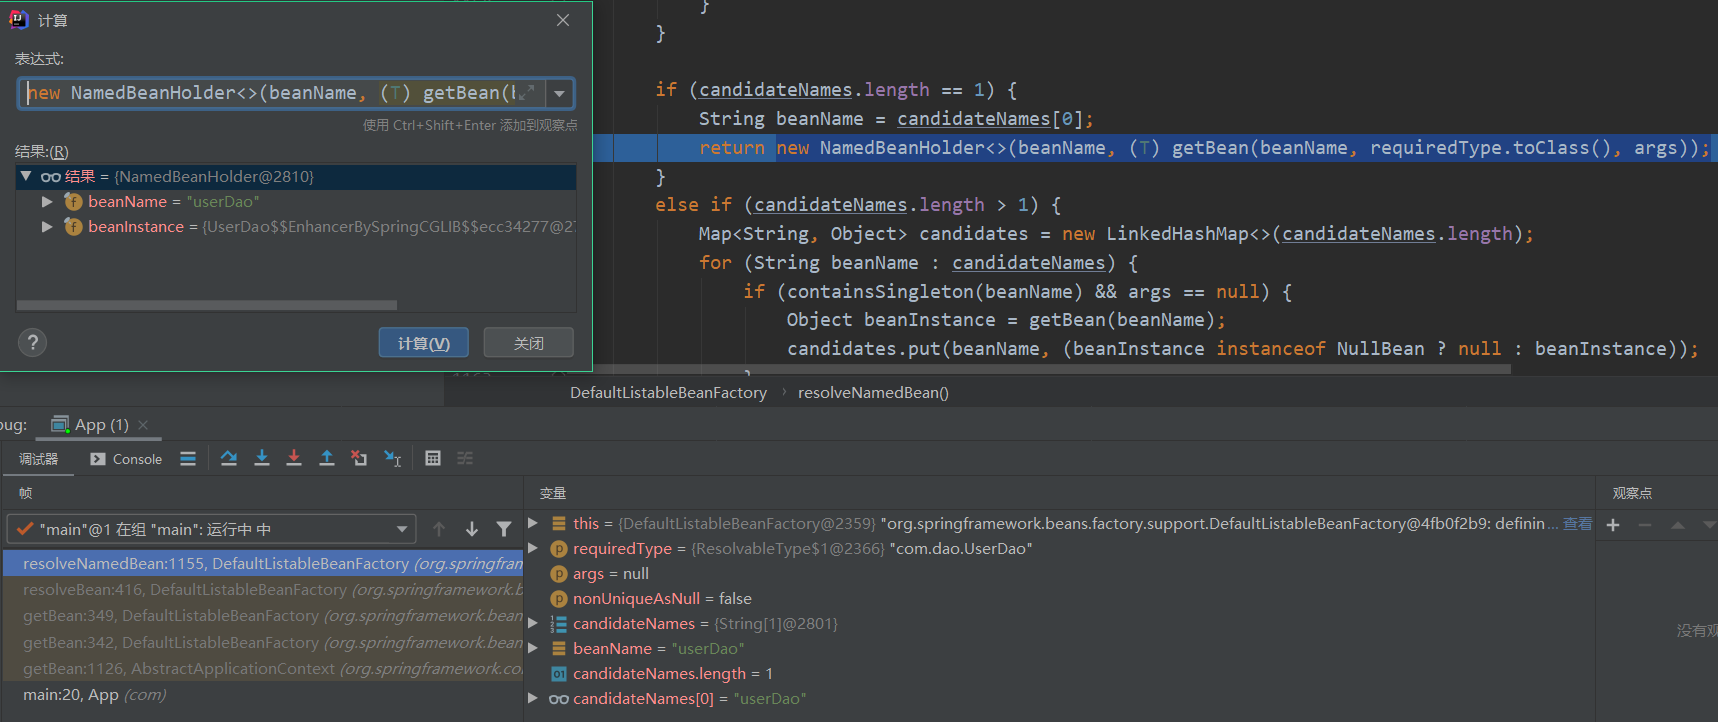 计算
表达式:
new NamedBeanHolder<>(beanName, (T) getBean(b
使用 Ctrl+Shift+Enter 添加到观察点
结果:(R)
结果 = {NamedBeanHolder@2810}
beanName = "userDao"
beanInstance = {UserDao$$EnhancerBySpringCGLIB$$ecc34277@27
?
计算(V)
关闭
}
}
if (candidateNames.length == 1) {
String beanName = candidateNames[0];
return new NamedBeanHolder<>(beanName, (T) getBean(beanName, requiredType.toClass(), args));
}
else if (candidateNames.length > 1) {
Map<String, Object> candidates = new LinkedHashMap<>(candidateNames.length);
for (String beanName : candidateNames) {
if (containsSingleton(beanName) && args == null) {
Object beanInstance = getBean(beanName);
candidates.put(beanName, (beanInstance instanceof NullBean ? null : beanInstance));
DefaultListableBeanFactory › resolveNamedBean()
oug: App (1)
调试器 Console
帧
"main"@1 在组 "main": 运行中 中
resolveNamedBean:1155, DefaultListableBeanFactory (org.springfram
resolveBean:416, DefaultListableBeanFactory (org.springframework.b
getBean:349, DefaultListableBeanFactory (org.springframework.bean
getBean:342, DefaultListableBeanFactory (org.springframework.bean
getBean:1126, AbstractApplicationContext (org.springframework.co
main:20, App (com)
变量
this = {DefaultListableBeanFactory@2359} "org.springframework.beans.factory.support.DefaultListableBeanFactory@4fb0f2b9: definin... 查看
requiredType = {ResolvableType$1@2366} "com.dao.UserDao"
args = null
nonUniqueAsNull = false
candidateNames = {String[1]@2801}
beanName = "userDao"
candidateNames.length = 1
candidateNames[0] = "userDao"
观察点
没有观